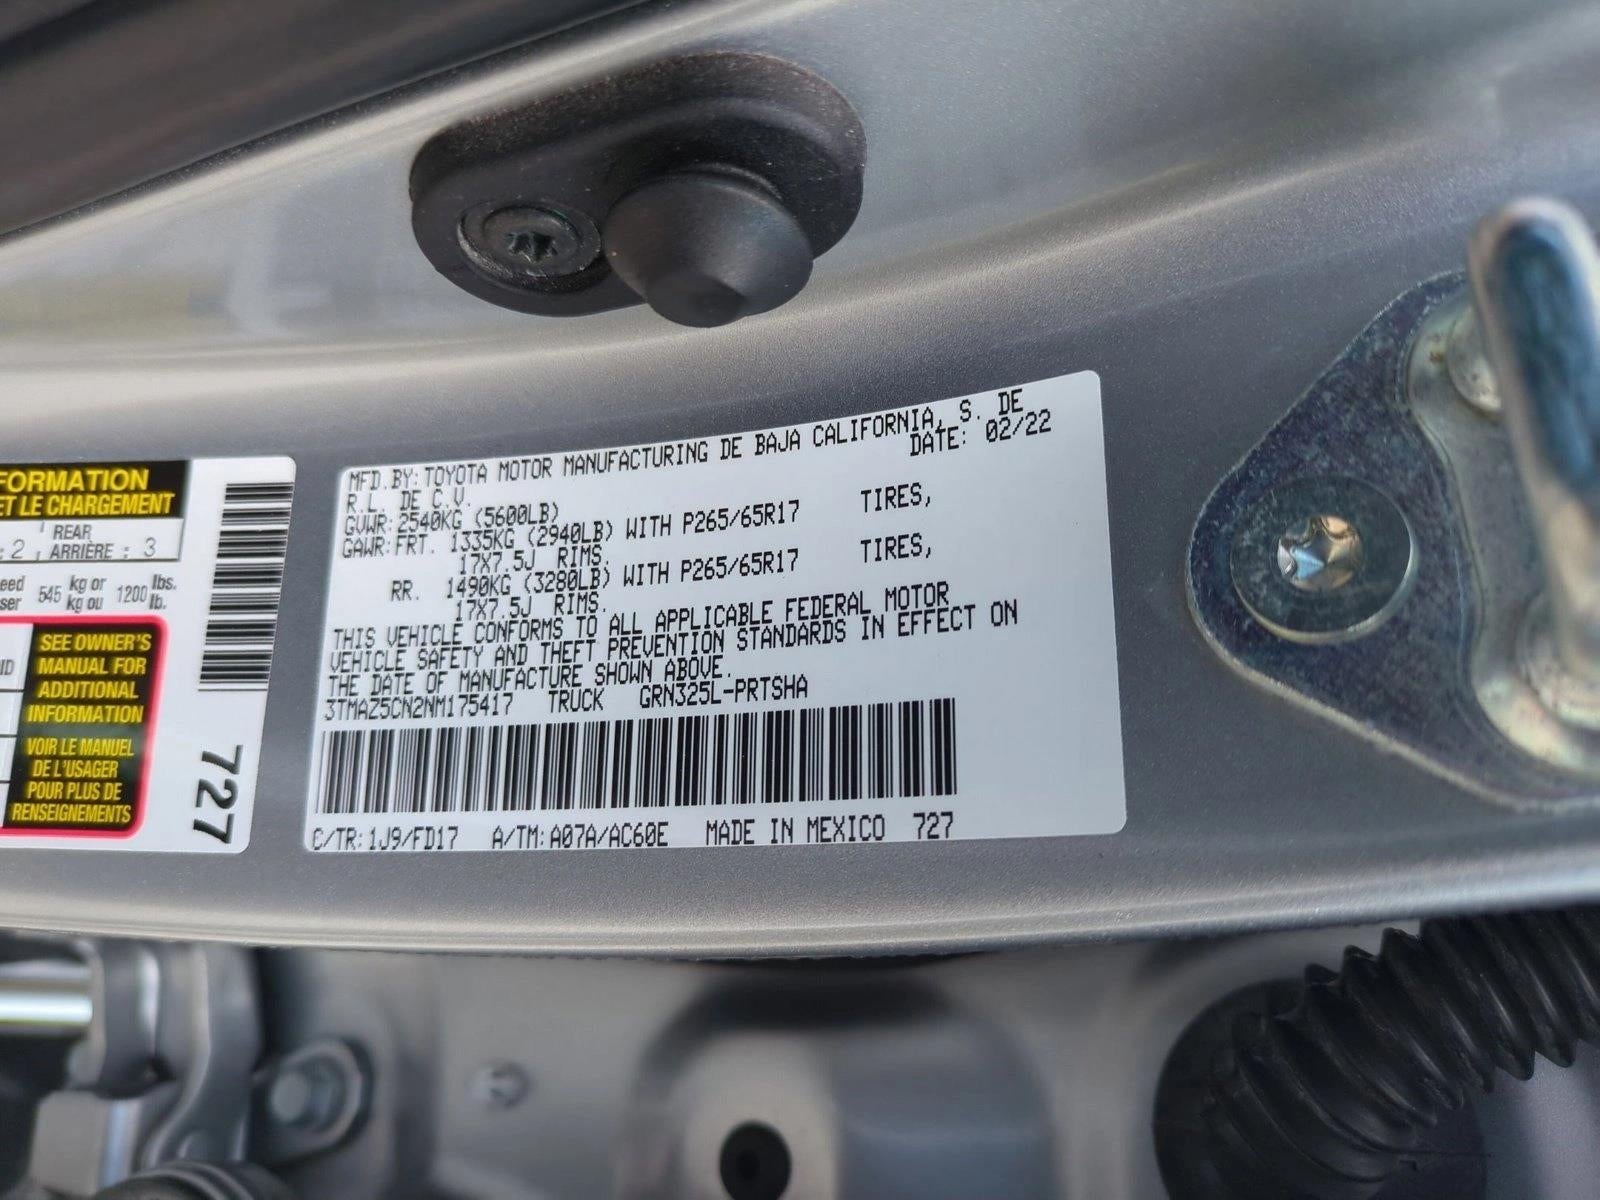 FORMATION
ET LE CHARGEMENT
: 2 REAR
ARRIÈRE : 3
545 kg or 1200 lbs.
kg ou lb.
SEE OWNER'S
MANUAL FOR
ADDITIONAL
INFORMATION
VOIR LE MANUEL
DE L'USAGER
POUR PLUS DE
RENSEIGNEMENTS
727
MFD.BY: TOYOTA MOTOR MANUFACTURING DE BAJA CALIFORNIA, S. DE
R.L. DE C.V. DATE: 02/22
GVWR: 2540KG (5600LB)
GAWR: FRT. 1335KG (2940LB) WITH P265/65R17 TIRES,
17X7.5J RIMS.
RR. 1490KG (3280LB) WITH P265/65R17 TIRES,
17X7.5J RIMS.
THIS VEHICLE CONFORMS TO ALL APPLICABLE FEDERAL MOTOR
VEHICLE SAFETY AND THEFT PREVENTION STANDARDS IN EFFECT ON
THE DATE OF MANUFACTURE SHOWN ABOVE.
3TMAZ5CN2NM175417 TRUCK GRN325L-PRTSHA
C/TR: 1J9/FD17 A/TM: A07A/AC60E MADE IN MEXICO 727